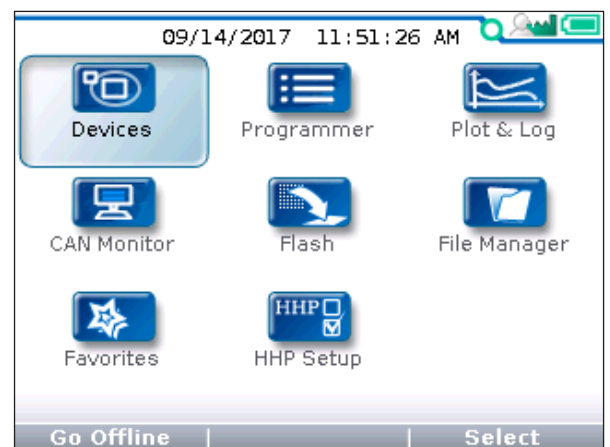 09/14/2017 11:51:26 AM
Devices Programmer Plot & Log
CAN Monitor Flash File Manager
HHP
Favorites HHP Setup
Go Offline Select